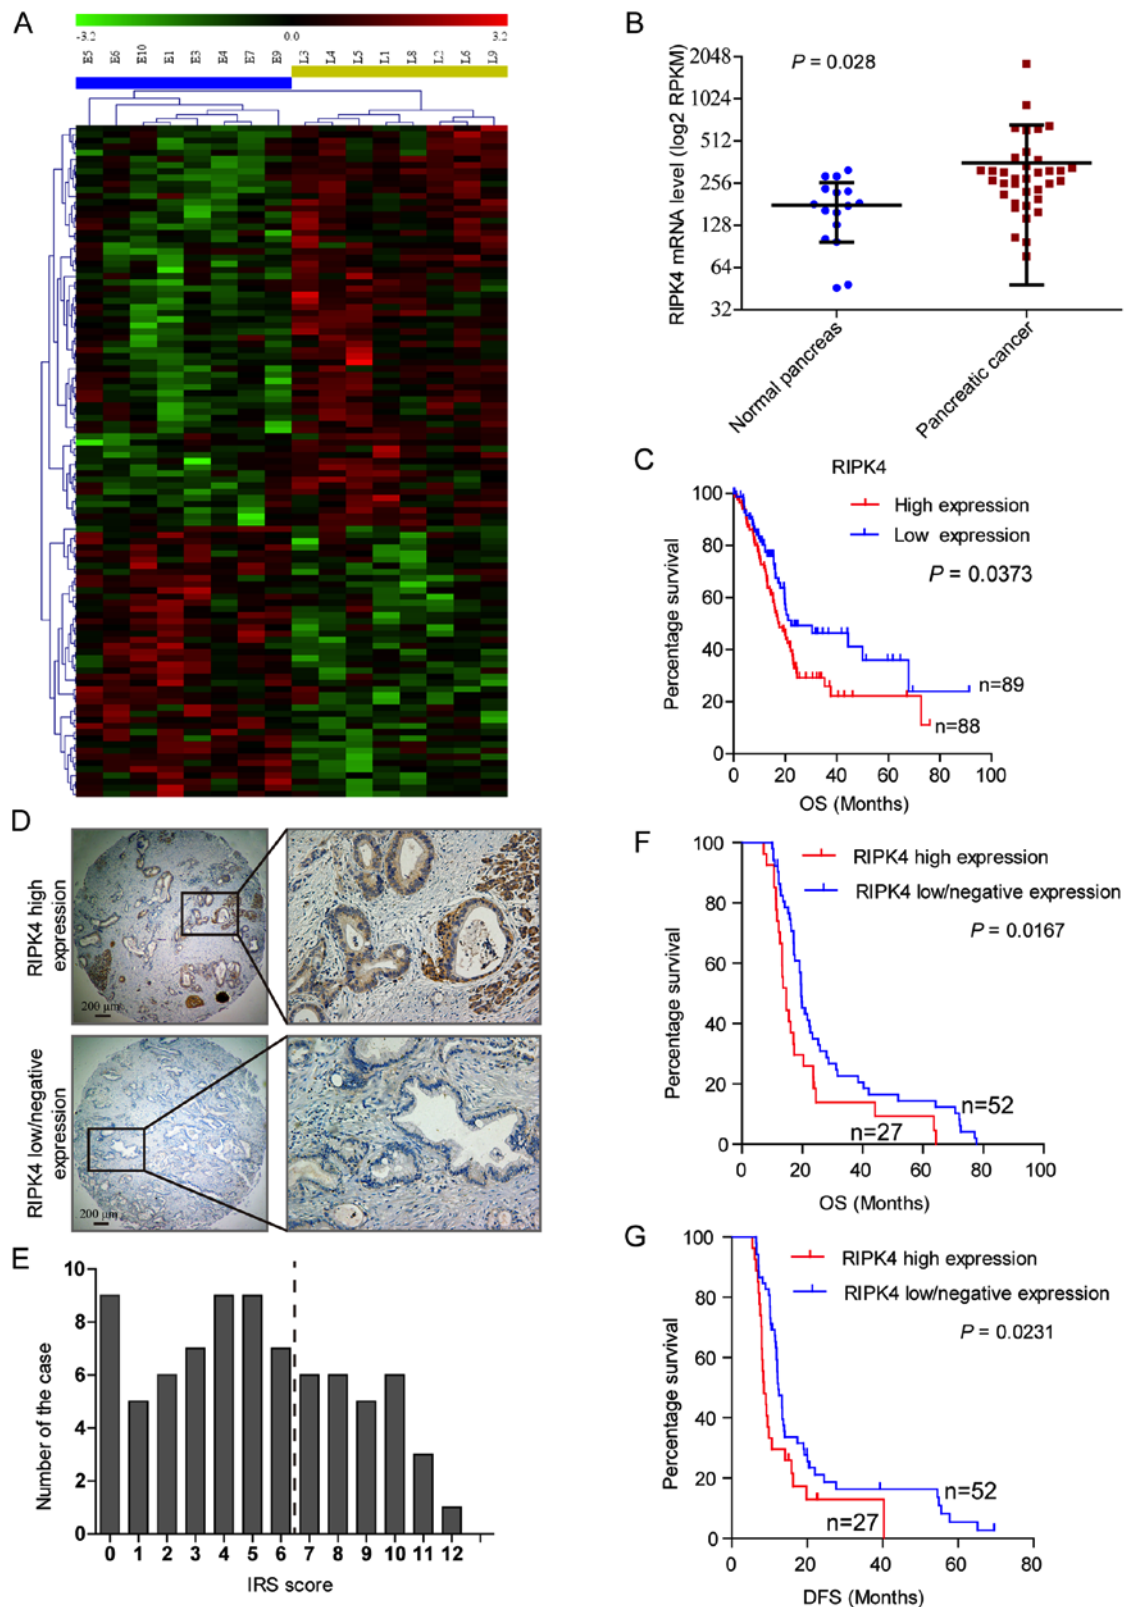 A
-3.2 0.0 3.2
E5 E6 E10 E1 E3 E4 E7 E9 L3 L4 L5 L1 L8 L2 L6 L9
B
P = 0.028
RIPK4 mRNA level (log2 RPKM)
2048
1024
512
256
128
64
32
Normal pancreas
Pancreatic cancer
C
RIPK4
High expression
Low expression
P = 0.0373
Percentage survival
100
80
60
40
20
0
n=89
n=88
0 20 40 60 80 100
OS (Months)
D
RIPK4 high
expression
200 μm
RIPK4 low/negative
expression
200 μm
E
Number of the case
10
8
6
4
2
0
0 1 2 3 4 5 6 7 8 9 10 11 12
IRS score
F
RIPK4 high expression
RIPK4 low/negative expression
P = 0.0167
Percentage survival
100
80
60
40
20
0
n=52
n=27
0 20 40 60 80 100
OS (Months)
G
RIPK4 high expression
RIPK4 low/negative expression
P = 0.0231
Percentage survival
100
80
60
40
20
0
n=52
n=27
0 20 40 60 80
DFS (Months)